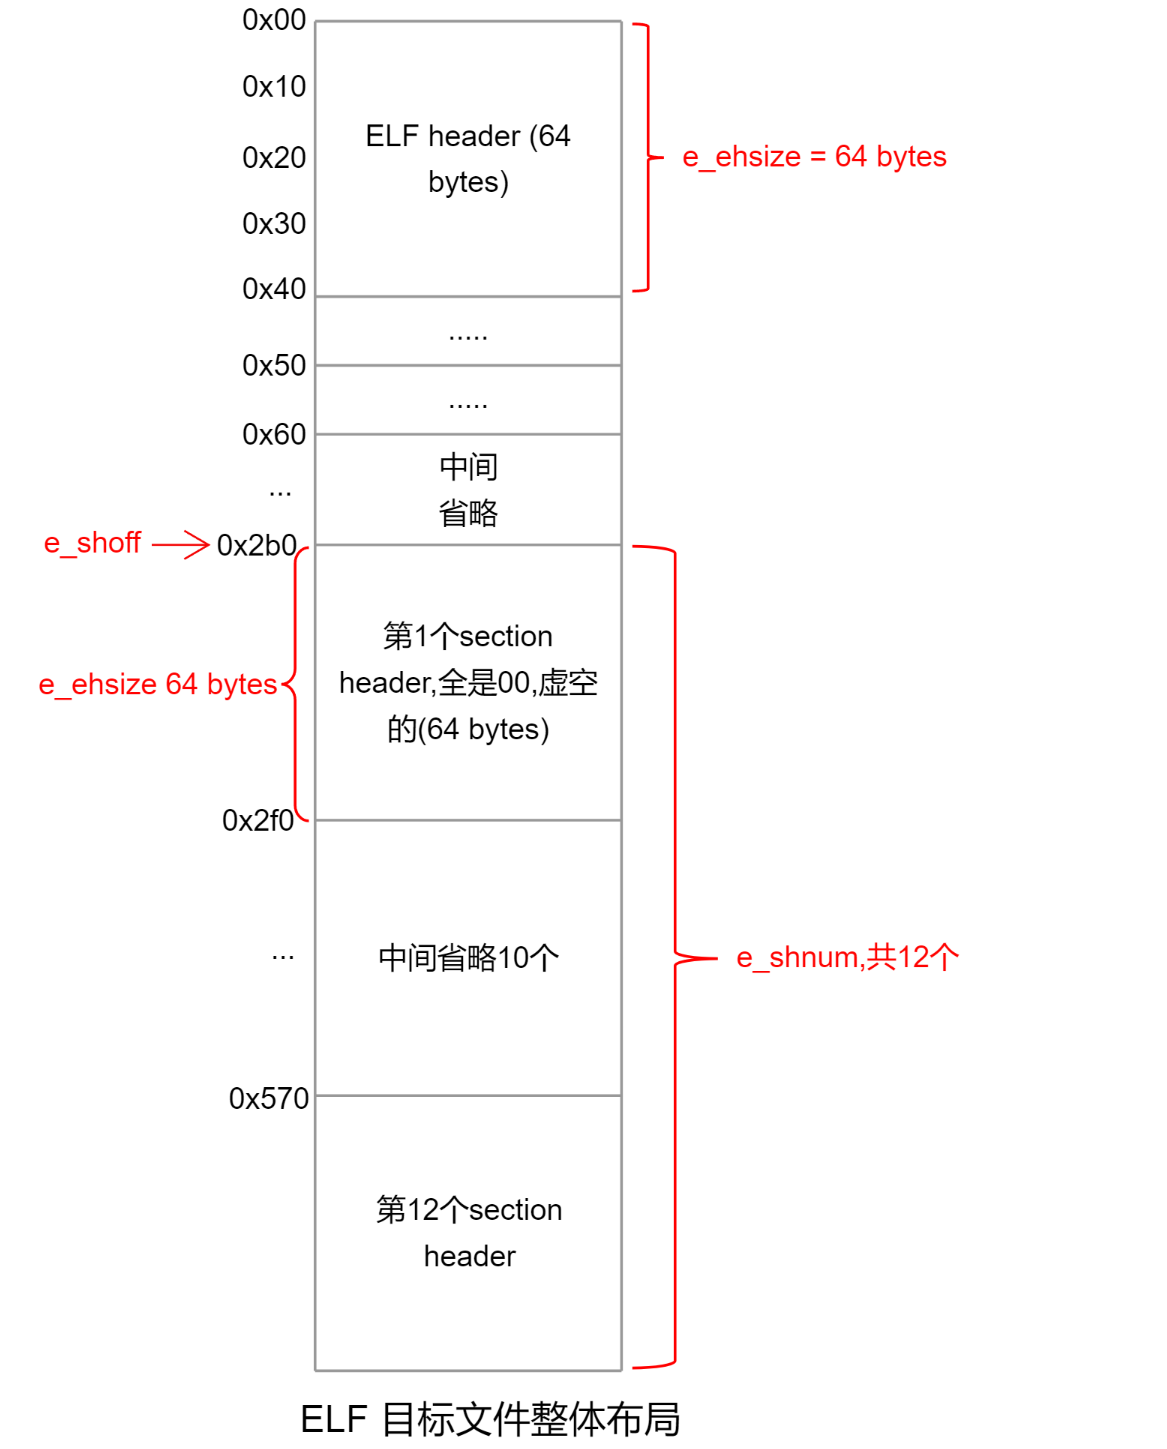 0x00
0x10
ELF header (64
bytes)
0x20
e_ehsize = 64 bytes
0x30
0x40
.....
0x50
.....
0x60
中间
省略
...
e_shoff
0x2b0
第1个section
header,全是00,虚空
的(64 bytes)
e_ehsize 64 bytes
0x2f0
...
中间省略10个
e_shnum,共12个
0x570
第12个section
header
ELF 目标文件整体布局